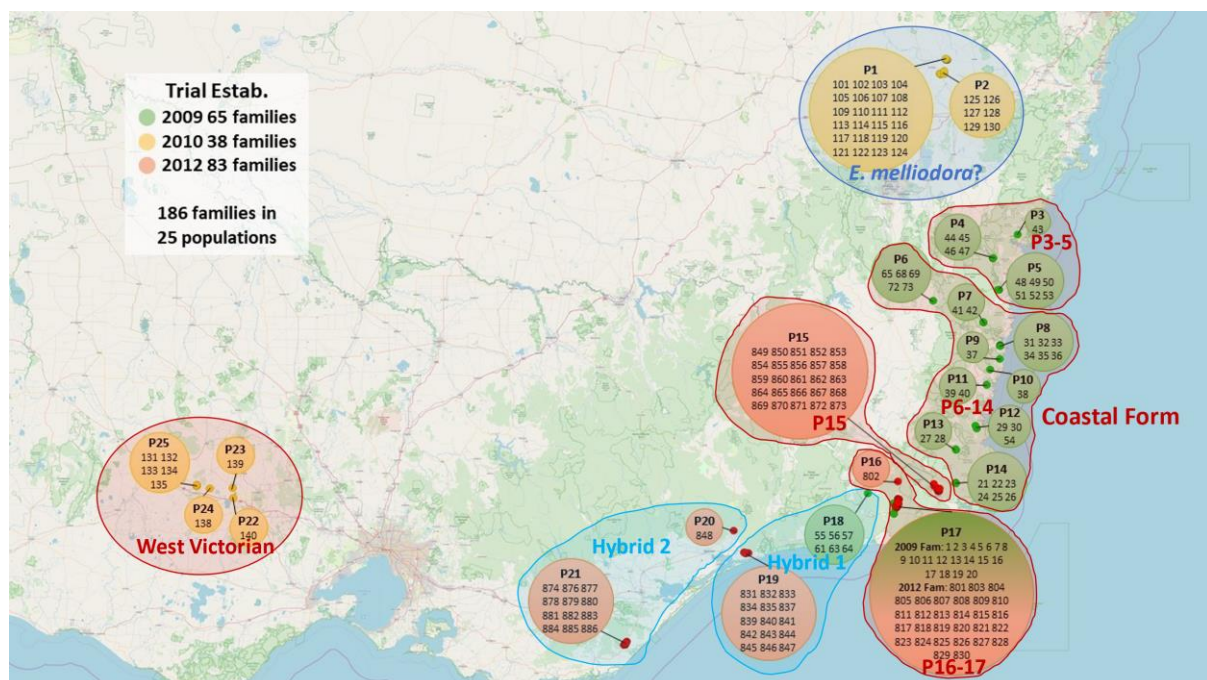 Trial Estab.
2009 65 families
2010 38 families
2012 83 families
186 families in
25 populations
P1
101 102 103 104
105 106 107 108
109 110 111 112
113 114 115 116
117 118 119 120
121 122 123 124
P2
125 126
127 128
129 130
E. melliodora?
P3
43
P3-5
P4
44 45
46 47
P5
48 49 50
51 52 53
P6
65 68 69
72 73
P7
41 42
P8
31 32 33
34 35 36
P9
37
P10
38
P11
39 40
P6-14
P12
29 30
54
Coastal Form
P13
27 28
P14
21 22 23
24 25 26
P15
849 850 851 852 853
854 855 856 857 858
859 860 861 862 863
864 865 866 867 868
869 870 871 872 873
P15
P16
802
P17
2009 Fam: 1 2 3 4 5 6 7 8
9 10 11 12 13 14 15 16
17 18 19 20
2012 Fam: 801 803 804
805 806 807 808 809 810
811 812 813 814 815 816
817 818 819 820 821 822
823 824 825 826 827 828
829 830
P16-17
P18
55 56 57
61 63 64
Hybrid 1
P19
831 832 833
834 835 837
839 840 841
842 843 844
845 846 847
P20
848
Hybrid 2
P21
874 876 877
878 879 880
881 882 883
884 885 886
P25
131 132
133 134
135
P23
139
P24
138
P22
140
West Victorian